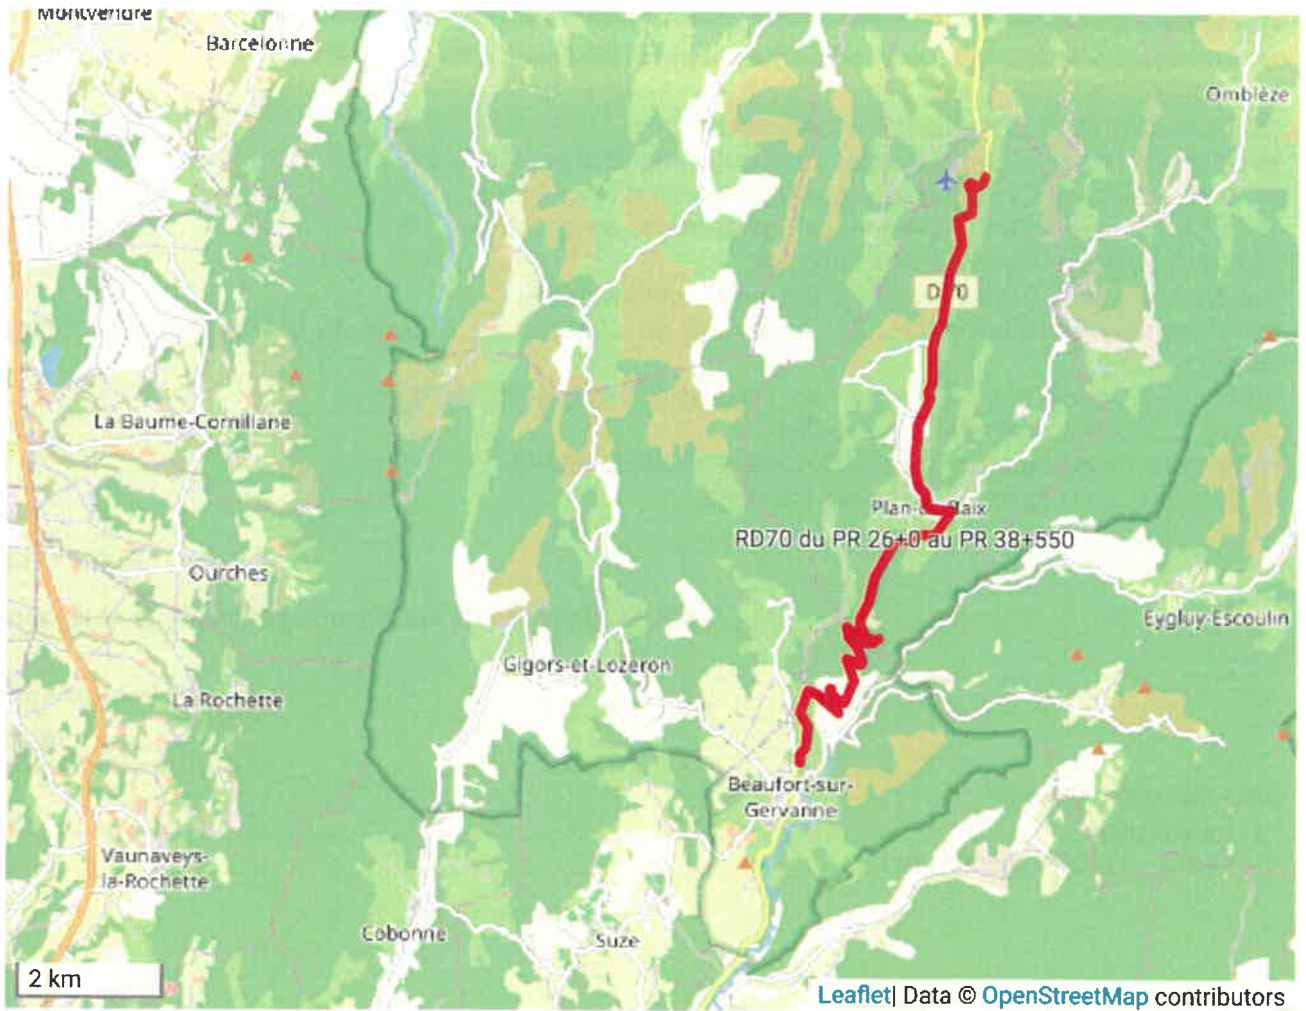 Montvendre
Barcelonne
Omblèze
D 70
La Baume-Cornillane
Plan-de-Baix
RD70 du PR 26+0 au PR 38+550
Ourches
Eygluy-Escoulin
Gigors-et-Lozeron
La Rochette
Beaufort-sur-
Gervanne
Vaunaveys-
la-Rochette
Cobonne
Suze
2 km
Leaflet| Data © OpenStreetMap contributors